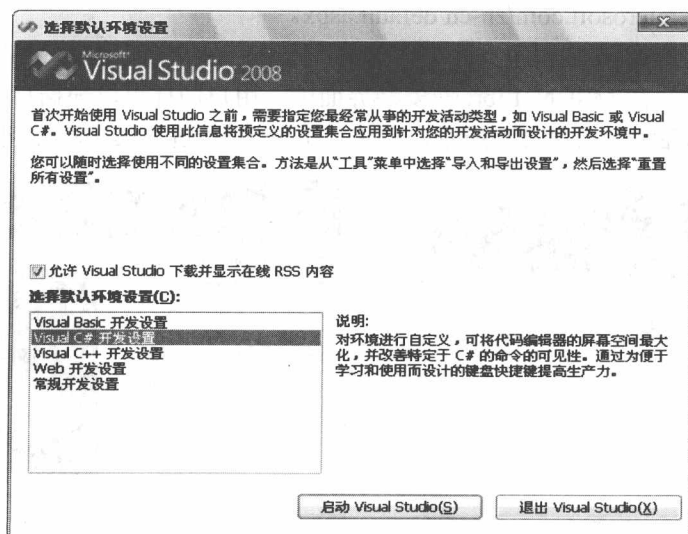 选择默认环境设置
Microsoft
Visual Studio 2008
首次开始使用 Visual Studio 之前，需要指定您最经常从事的开发活动类型，如 Visual Basic 或 Visual
C#。Visual Studio 使用此信息将预定义的设置集合应用到针对您的开发活动而设计的开发环境中。
您可以随时选择使用不同的设置集合。方法是从“工具”菜单中选择“导入和导出设置”，然后选择“重置
所有设置”。
允许 Visual Studio 下载并显示在线 RSS 内容
选择默认环境设置(C):
Visual Basic 开发设置
Visual C# 开发设置
Visual C++ 开发设置
Web 开发设置
常规开发设置
说明:
对环境进行自定义，可将代码编辑器的屏幕空间最大
化，并改善特定于 C# 的命令的可见性。通过为便于
学习和使用而设计的键盘快捷键提高生产力。
启动 Visual Studio(S)
退出 Visual Studio(X)